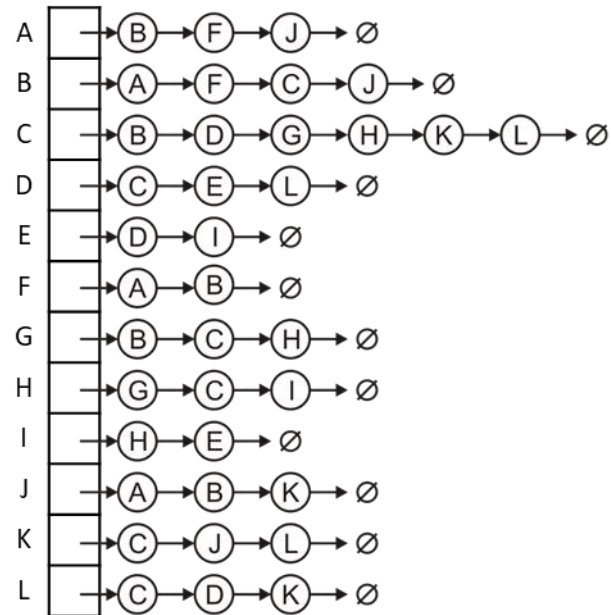 A B F J ∅
B A F C J ∅
C B D G H K L ∅
D C E L ∅
E D I ∅
F A B ∅
G B C H ∅
H G C I ∅
I H E ∅
J A B K ∅
K C J L ∅
L C D K ∅